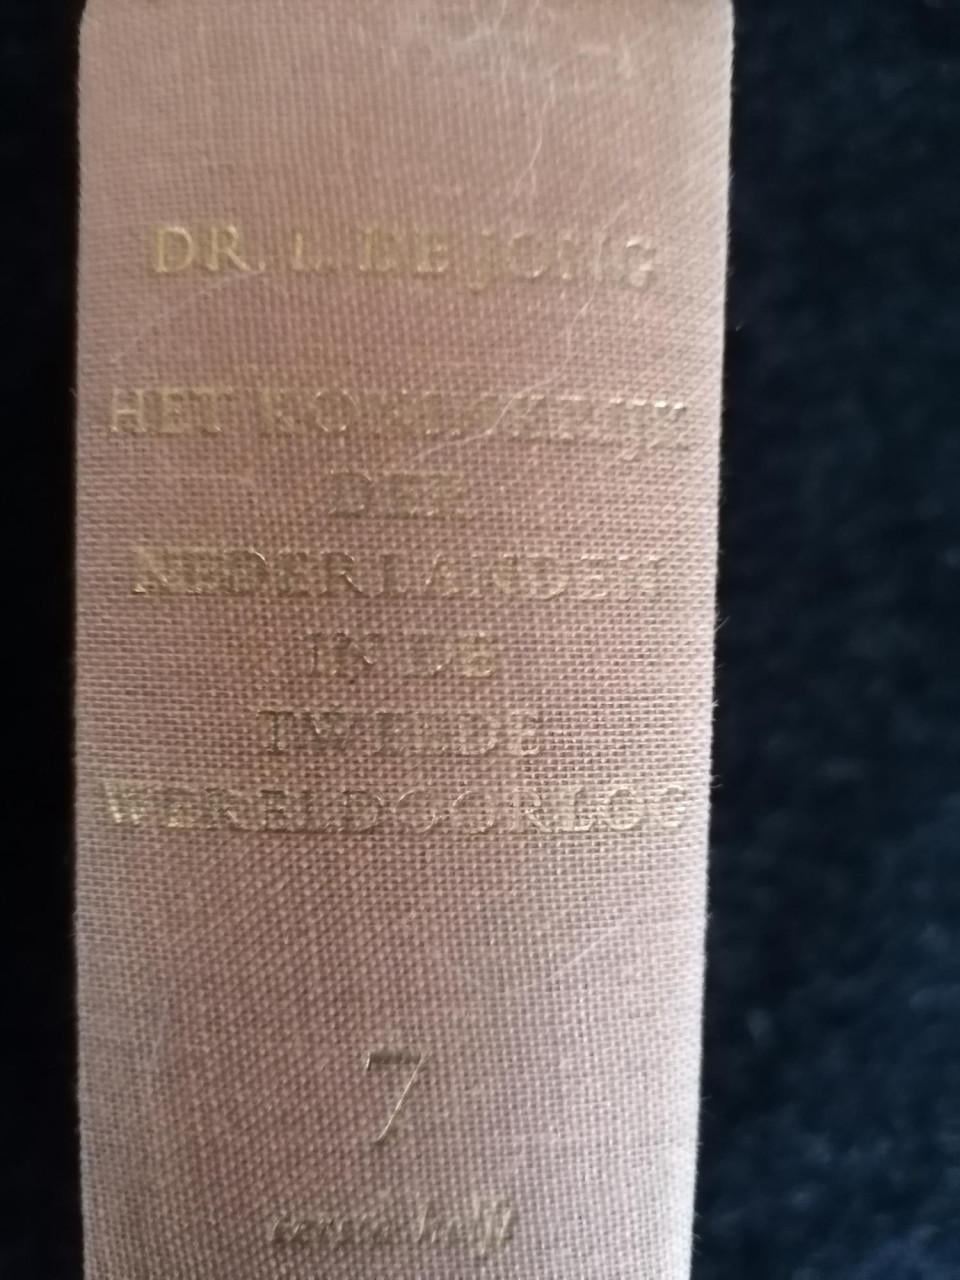 DR. L. DE JONG
HET KONINKRIJK
DER
NEDERLANDEN
IN DE
TWEEDE
WERELDOORLOG
7
eerste helft